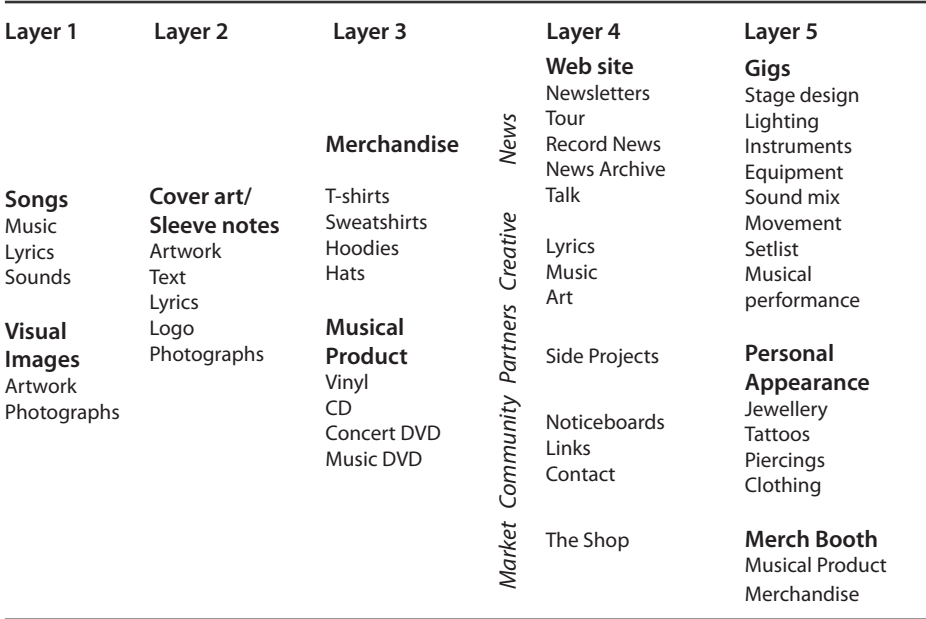 Layer 1
Layer 2
Layer 3
Layer 4
Layer 5
Songs
Music
Lyrics
Sounds
Visual
Images
Artwork
Photographs
Cover art/
Sleeve notes
Artwork
Text
Lyrics
Logo
Photographs
Merchandise
T-shirts
Sweatshirts
Hoodies
Hats
Musical
Product
Vinyl
CD
Concert DVD
Music DVD
News
Creative
Partners
Community
Market
Web site
Newsletters
Tour
Record News
News Archive
Talk
Lyrics
Music
Art
Side Projects
Noticeboards
Links
Contact
The Shop
Gigs
Stage design
Lighting
Instruments
Equipment
Sound mix
Movement
Setlist
Musical
performance
Personal
Appearance
Jewellery
Tattoos
Piercings
Clothing
Merch Booth
Musical Product
Merchandise